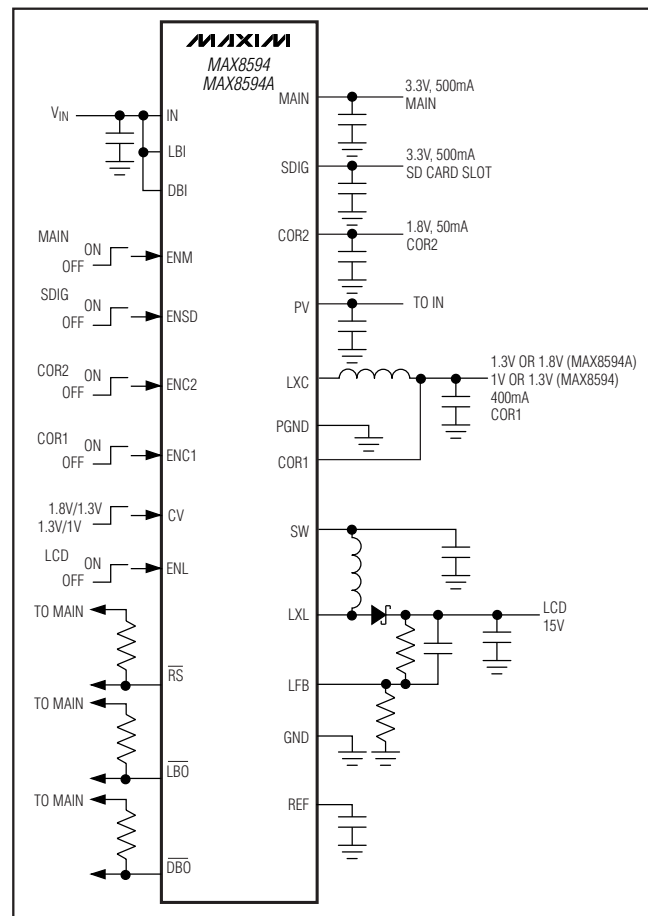 MAXIM
MAX8594
MAX8594A
VIN
IN
LBI
DBI
MAIN
ON
OFF
ENM
SDIG
ON
OFF
ENSD
COR2
ON
OFF
ENC2
COR1
ON
OFF
ENC1
1.8V/1.3V
1.3V/1V
CV
LCD
ON
OFF
ENL
TO MAIN
RS
TO MAIN
LBO
TO MAIN
DBO
MAIN
3.3V, 500mA
MAIN
SDIG
3.3V, 500mA
SD CARD SLOT
COR2
1.8V, 50mA
COR2
PV
TO IN
LXC
1.3V OR 1.8V (MAX8594A)
1V OR 1.3V (MAX8594)
400mA
COR1
PGND
COR1
SW
LXL
LCD
15V
LFB
GND
REF